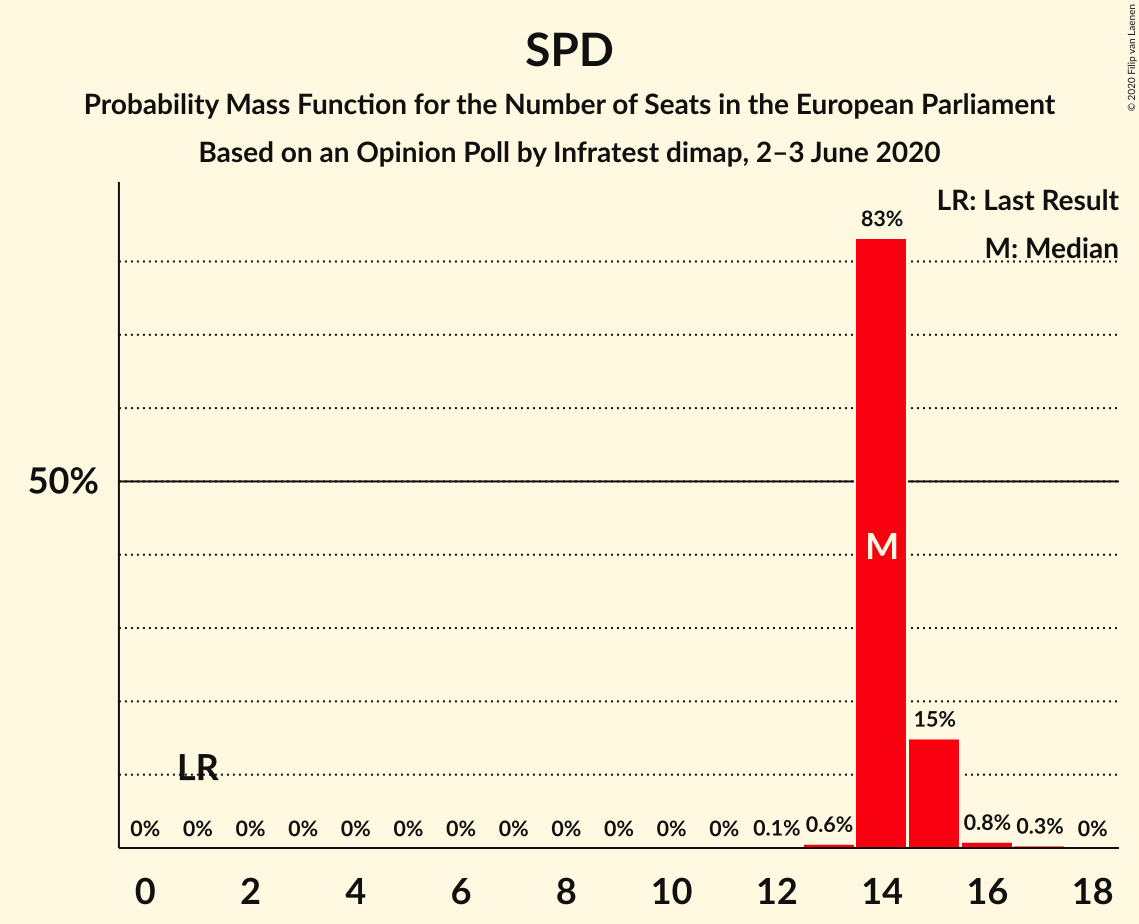 SPD
Probability Mass Function for the Number of Seats in the European Parliament
Based on an Opinion Poll by Infratest dimap, 2–3 June 2020
© 2020 Filip van Laenen
LR: Last Result
M: Median
83%
50%
M
15%
LR
0% 0% 0% 0% 0% 0% 0% 0% 0% 0% 0% 0% 0.1% 0.6% 0.8% 0.3% 0%
0 2 4 6 8 10 12 14 16 18